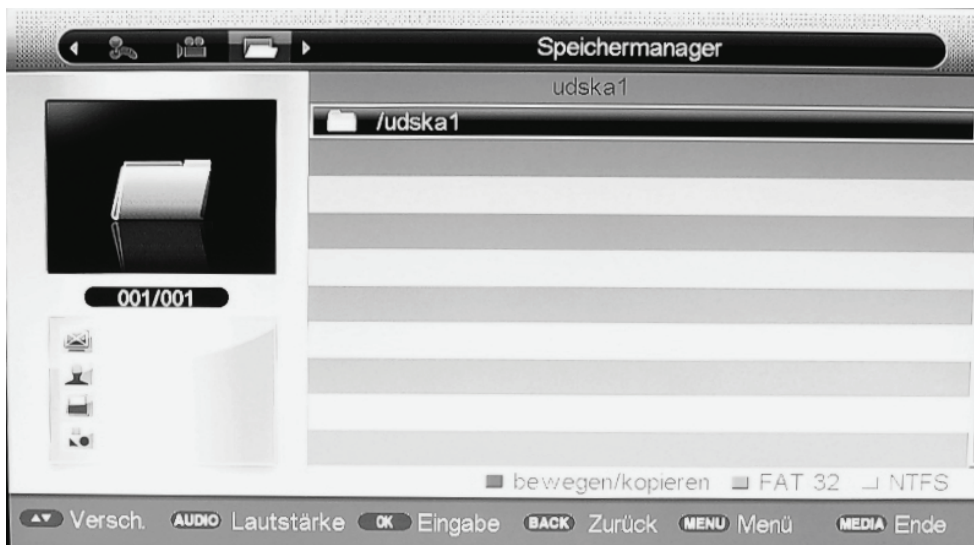 Speichermanager
udska1
/udska1
001/001
bewegen/kopieren FAT 32 NTFS
Versch. AUDIO Lautstärke OK Eingabe BACK Zurück MENU Menü MEDIA Ende